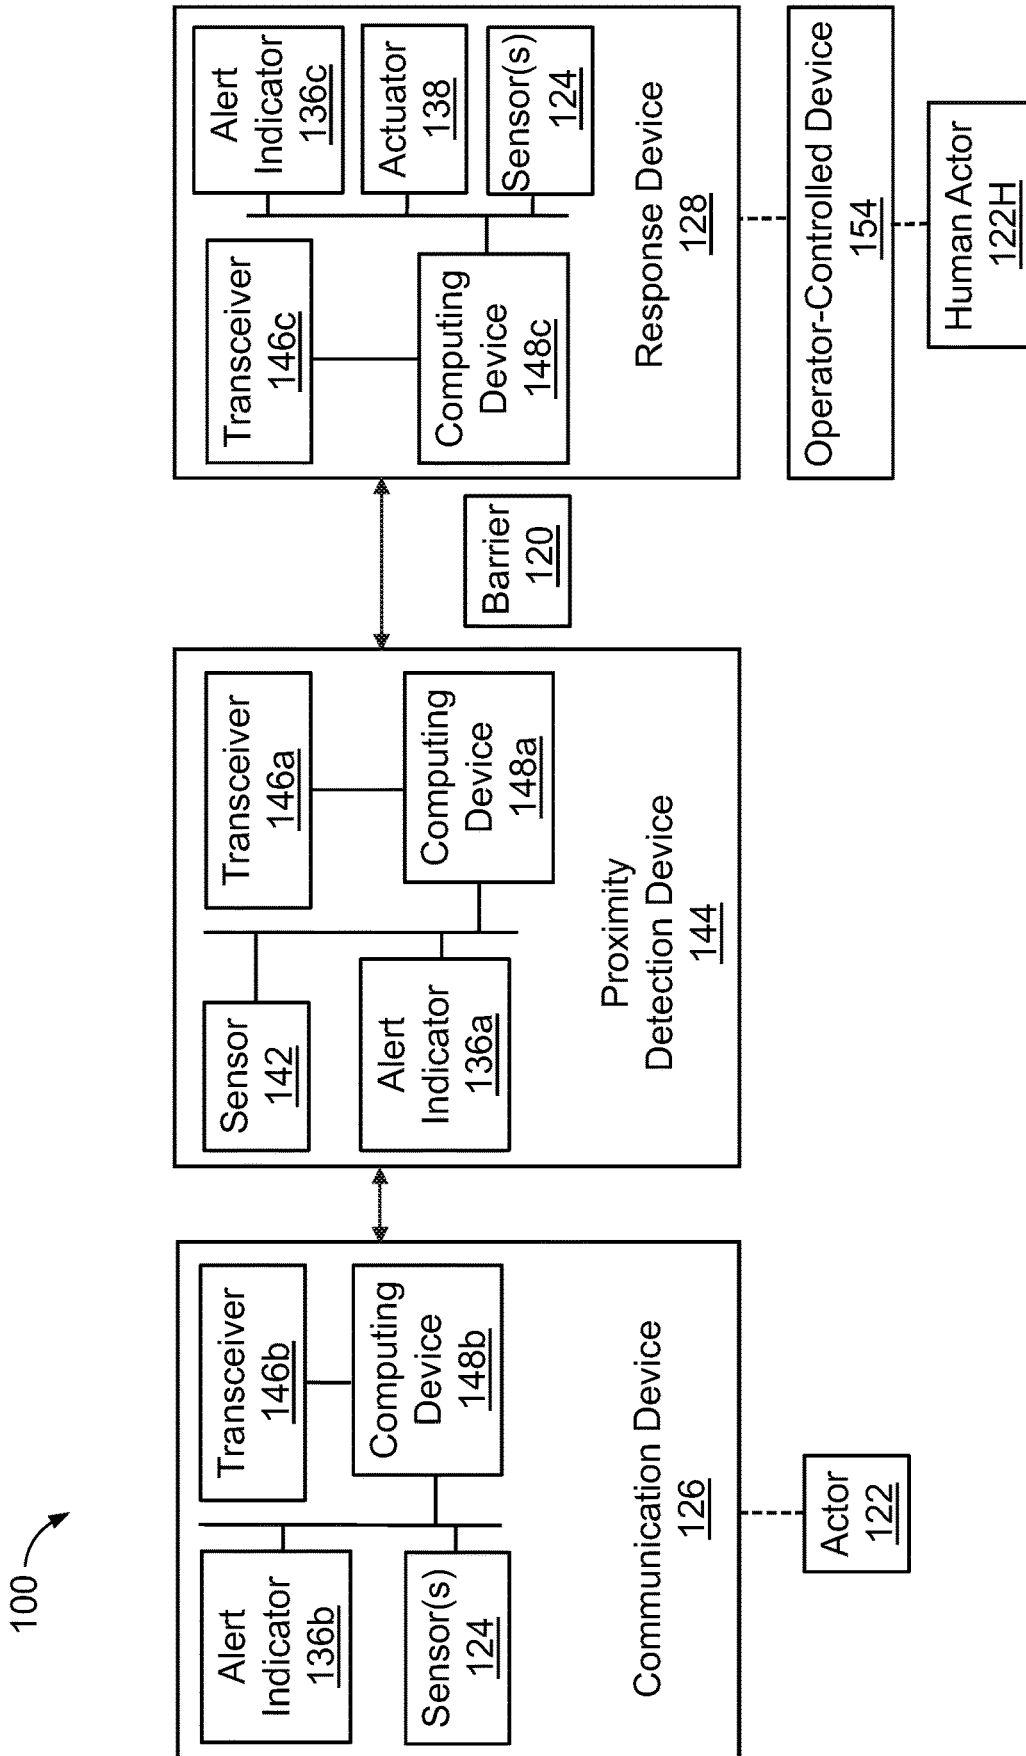 100
Alert
Indicator
136b
Transceiver
146b
Sensor(s)
124
Computing
Device
148b
Communication Device
126
Actor
122
Sensor
142
Transceiver
146a
Alert
Indicator
136a
Computing
Device
148a
Proximity
Detection Device
144
Barrier
120
Transceiver
146c
Alert
Indicator
136c
Actuator
138
Computing
Device
148c
Sensor(s)
124
Response Device
128
Operator-Controlled Device
154
Human Actor
122H